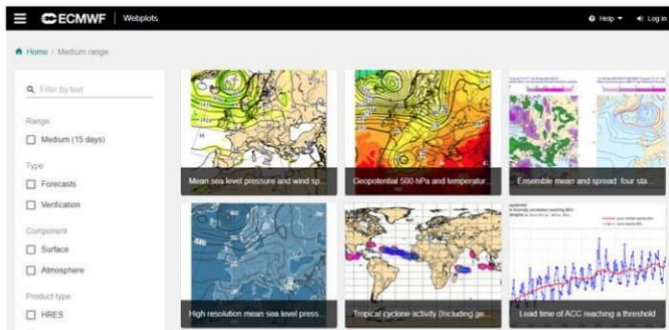 ECMWF Webplots
Help Log in
Home / Medium range
Filter by text
Range
Medium (15 days)
Type
Forecasts
Verification
Component
Surface
Atmosphere
Product type
HRES
Mean sea level pressure and wind sp...
Geopotential 500 hPa and temperatur...
Ensemble mean and spread: four sta...
High resolution mean sea level press...
Tropical cyclone activity (Including ge...
Lead time of ACC reaching a threshold